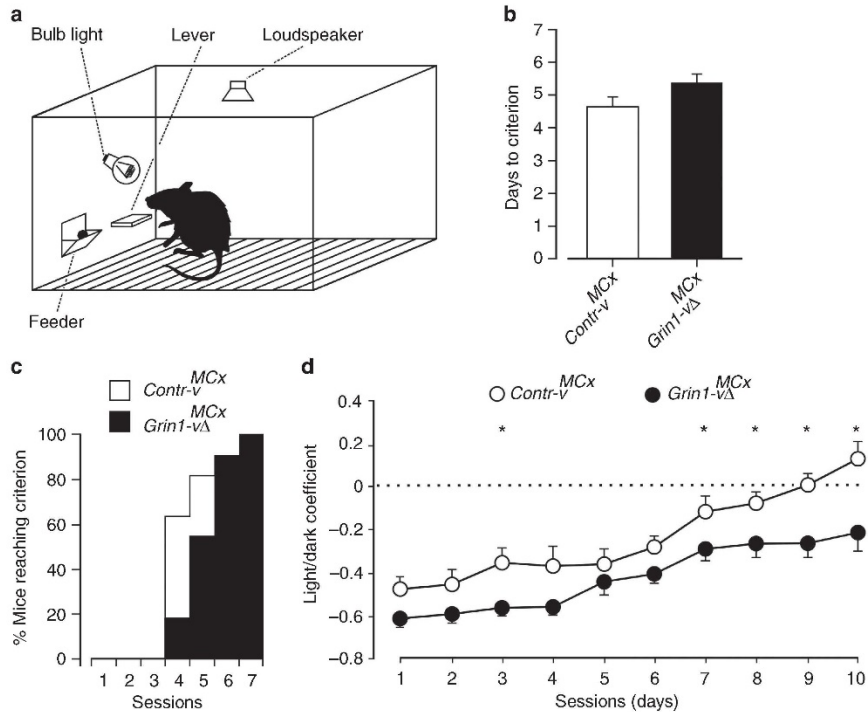 a
Bulb light
Lever
Loudspeaker
Feeder
b
Days to criterion
7
6
5
4
3
2
1
0
Contr-v^MCx
Grin1-vΔ^MCx
c
Contr-v^MCx
Grin1-vΔ^MCx
% Mice reaching criterion
100
80
60
40
20
0
1 2 3 4 5 6 7
Sessions
d
Contr-v^MCx
Grin1-vΔ^MCx
Light/dark coefficient
0.4
0.2
0
−0.2
−0.4
−0.6
−0.8
* * * * *
1 2 3 4 5 6 7 8 9 10
Sessions (days)